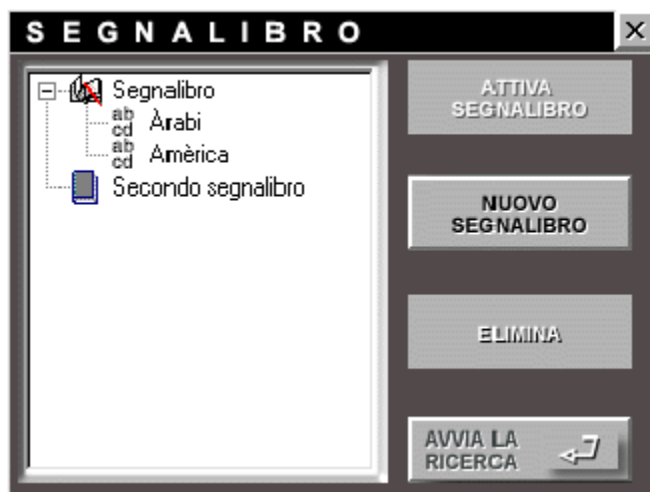 SEGNALIBRO
Segnalibro
ab
cd
Àrabi
ab
cd
Amèrica
Secondo segnalibro
ATTIVA
SEGNALIBRO
NUOVO
SEGNALIBRO
ELIMINA
AVVIA LA
RICERCA